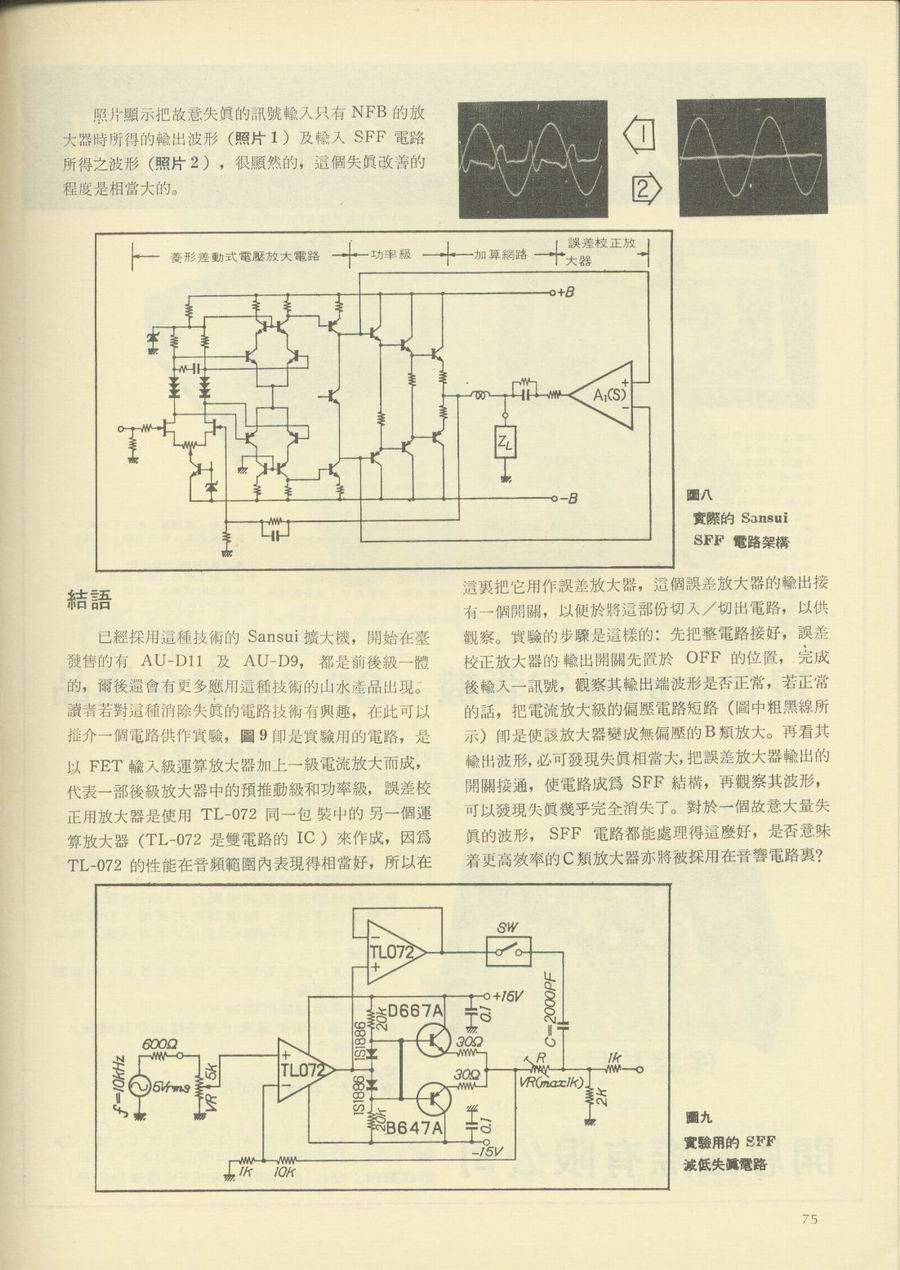 照片顯示把故意失眞的訊號輸入只有 NFB 的放
大器時所得的輸出波形（照片1）及輸入 SFF 電路
所得之波形（照片2），很顯然的，這個失眞改善的
程度是相當大的。
1
2
菱形差動式電壓放大電路
功率級
加算網路
誤差校正放
大器
+B
A₁(S)
+
−
ZL
−B
圖八
實際的 Sansui
SFF 電路架構
結語
已經採用這種技術的 Sansui 擴大機，開始在臺
發售的有 AU-D11 及 AU-D9，都是前後級一體
的，爾後還會有更多應用這種技術的山水產品出現。
讀者若對這種消除失眞的電路技術有興趣，在此可以
推介一個電路供作實驗，圖9卽是實驗用的電路，是
以 FET 輸入級運算放大器加上一級電流放大而成，
代表一部後級放大器中的預推動級和功率級，誤差校
正用放大器是使用 TL-072 同一包裝中的另一個運
算放大器（TL-072 是雙電路的 IC）來作成，因爲
TL-072 的性能在音頻範圍內表現得相當好，所以在
這裏把它用作誤差放大器，這個誤差放大器的輸出接
有一個開關，以便於將這部份切入／切出電路，以供
觀察。實驗的步驟是這樣的：先把整電路接好，誤差
校正放大器的輸出開關先置於 OFF 的位置，完成
後輸入一訊號，觀察其輸出端波形是否正常，若正常
的話，把電流放大級的偏壓電路短路（圖中粗黑線所
示）卽是使該放大器變成無偏壓的B類放大。再看其
輸出波形，必可發現失眞相當大，把誤差放大器輸出的
開關接通，使電路成爲 SFF 結構，再觀察其波形，
可以發現失眞幾乎完全消失了。對於一個故意大量失
眞的波形，SFF 電路都能處理得這麼好，是否意味
着更高效率的C類放大器亦將被採用在音響電路裏？
SW
−
TL072
+
+15V
D667A
0.1
C=2000PF
20K
1S1886
30Ω
600Ω
f=10kHz
5Vrms
VR
5K
+
TL072
−
R
VR(max1k)
1K
2K
30Ω
1S1886
20K
B647A
0.1
−15V
1K
10K
圖九
實驗用的 SFF
减低失眞電路
75